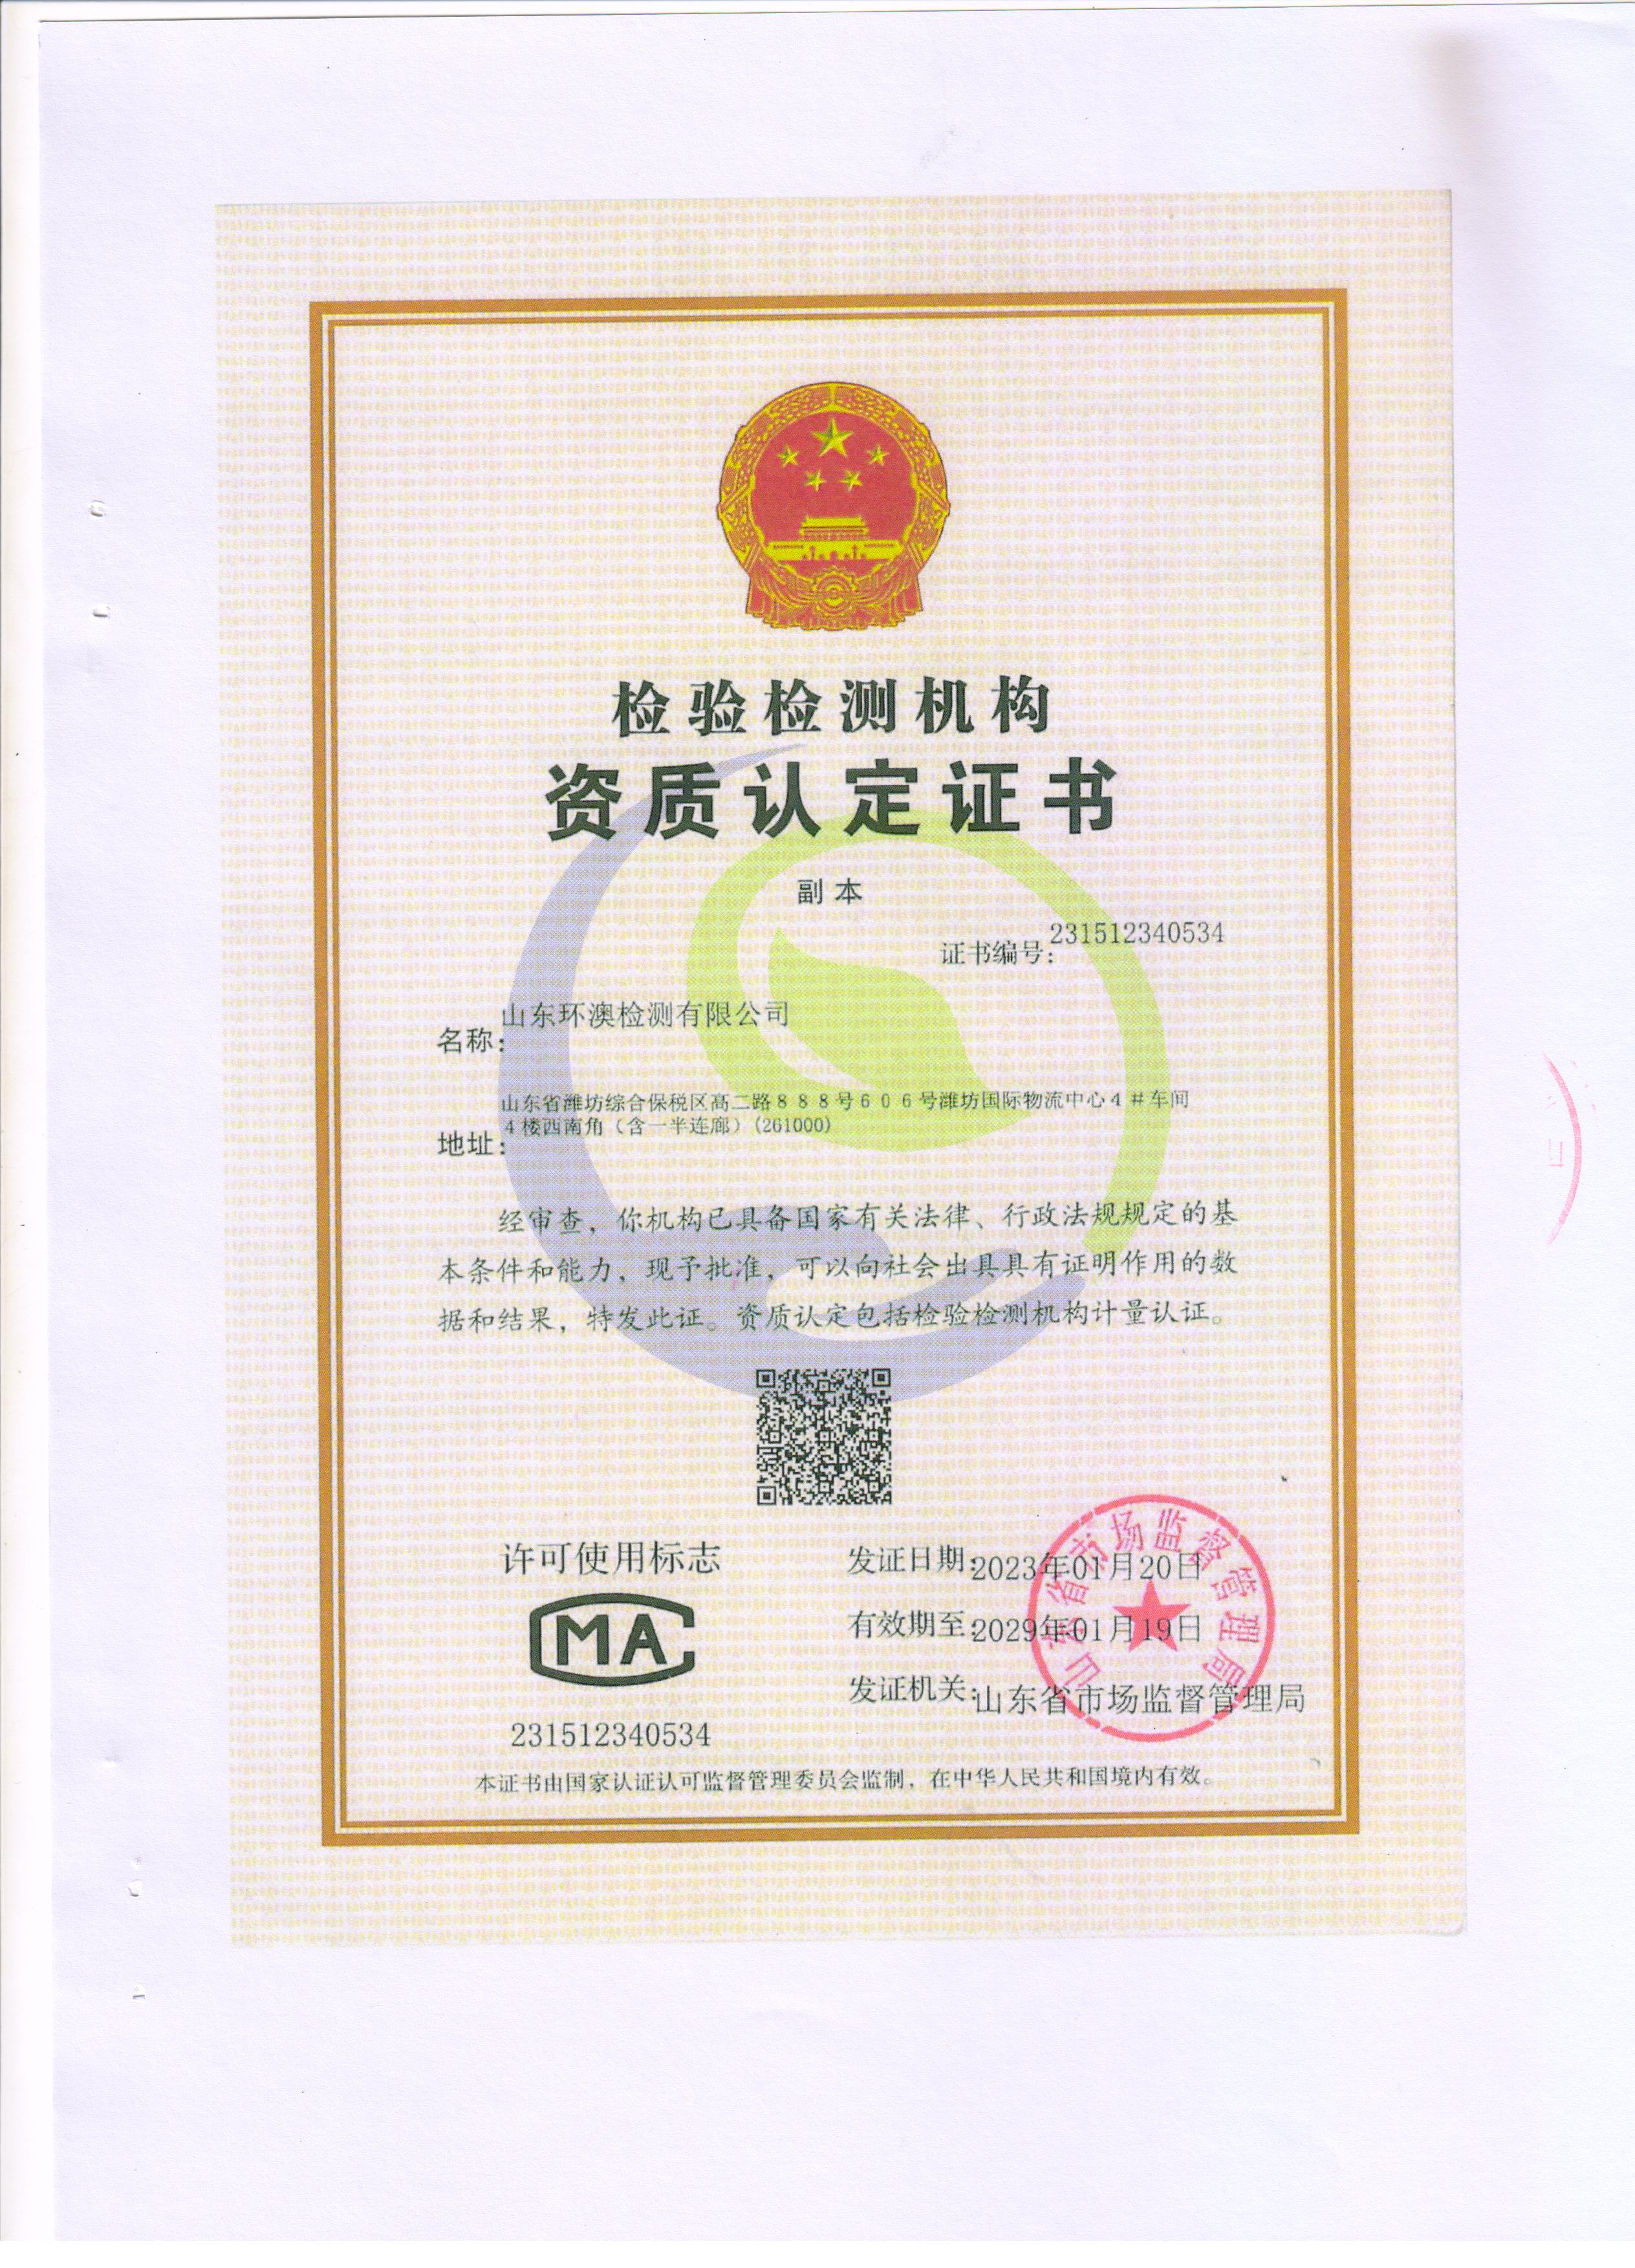 检验检测机构
资质认定证书
副本
证书编号：231512340534
名称：山东环澳检测有限公司
地址：山东省潍坊综合保税区高二路８８８号６０６号潍坊国际物流中心４＃车间
４楼西南角（含一半连廊）(261000)
经审查，你机构已具备国家有关法律、行政法规规定的基
本条件和能力，现予批准，可以向社会出具具有证明作用的数
据和结果，特发此证。资质认定包括检验检测机构计量认证。
许可使用标志
MA
231512340534
发证日期：2023年01月20日
有效期至：2029年01月19日
发证机关：山东省市场监督管理局
山东省市场监督管理局
本证书由国家认证认可监督管理委员会监制，在中华人民共和国境内有效。